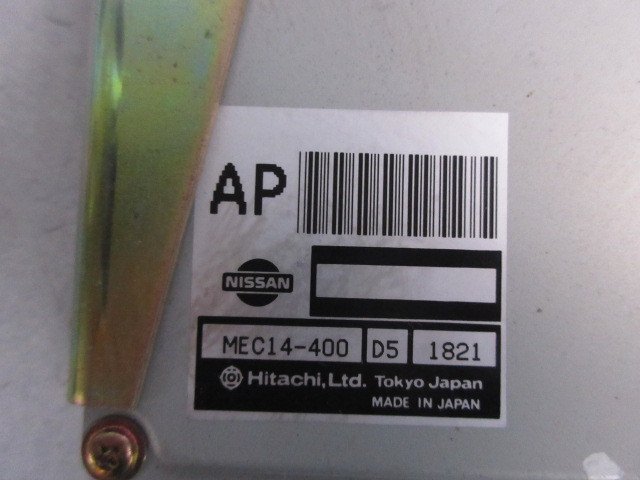 AP
NISSAN
MEC14-400 D5 1821
Hitachi, Ltd. Tokyo Japan
MADE IN JAPAN